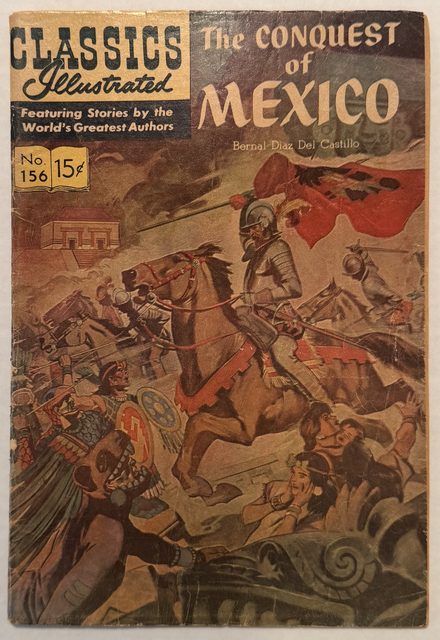 CLASSICS
Illustrated
Featuring Stories by the
World's Greatest Authors
No.
156
15¢
The CONQUEST
of
MEXICO
Bernal Diaz Del Castillo